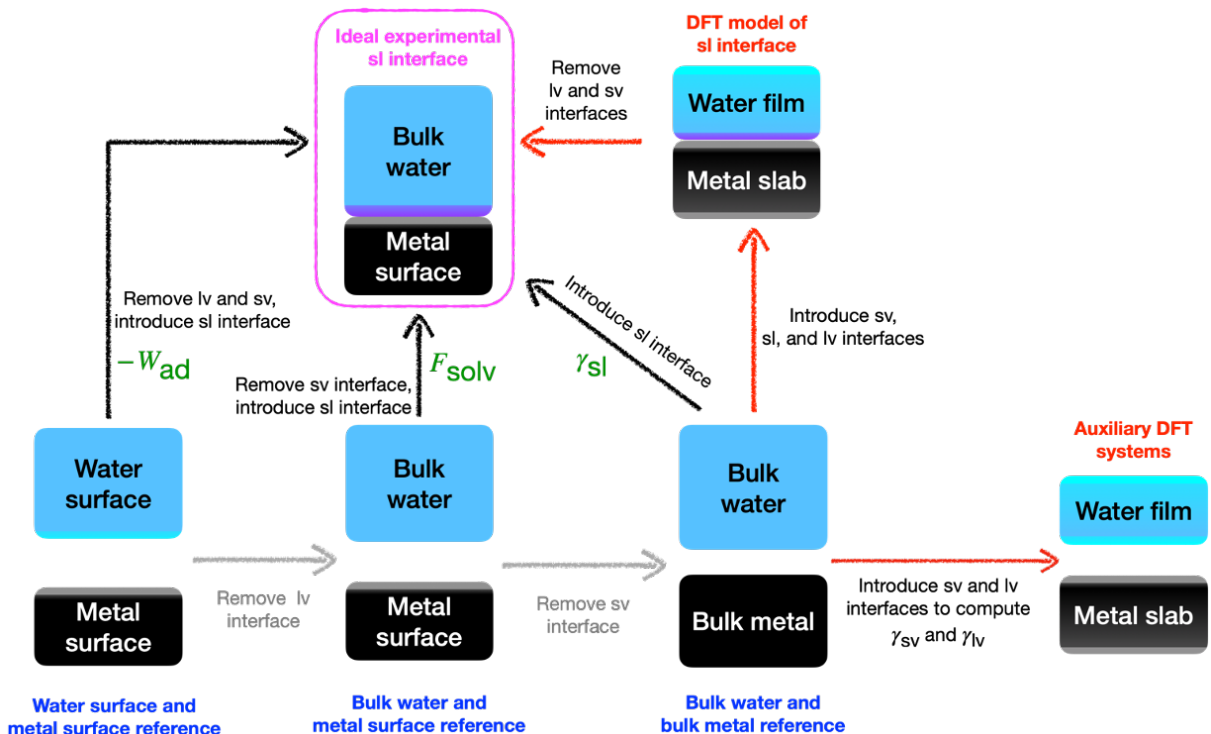 Ideal experimental
sl interface
Bulk
water
Metal
surface
Remove
lv and sv
interfaces
DFT model of
sl interface
Water film
Metal slab
Remove lv and sv,
introduce sl interface
−W_ad
Remove sv interface,
introduce sl interface
F_solv
γ_sl
Introduce sl interface
Introduce sv,
sl, and lv interfaces
Water
surface
Metal
surface
Water surface and
metal surface reference
Remove lv
interface
Bulk
water
Metal
surface
Bulk water and
metal surface reference
Remove sv
interface
Bulk
water
Bulk metal
Bulk water and
bulk metal reference
Introduce sv and lv
interfaces to compute
γ_sv and γ_lv
Auxiliary DFT
systems
Water film
Metal slab